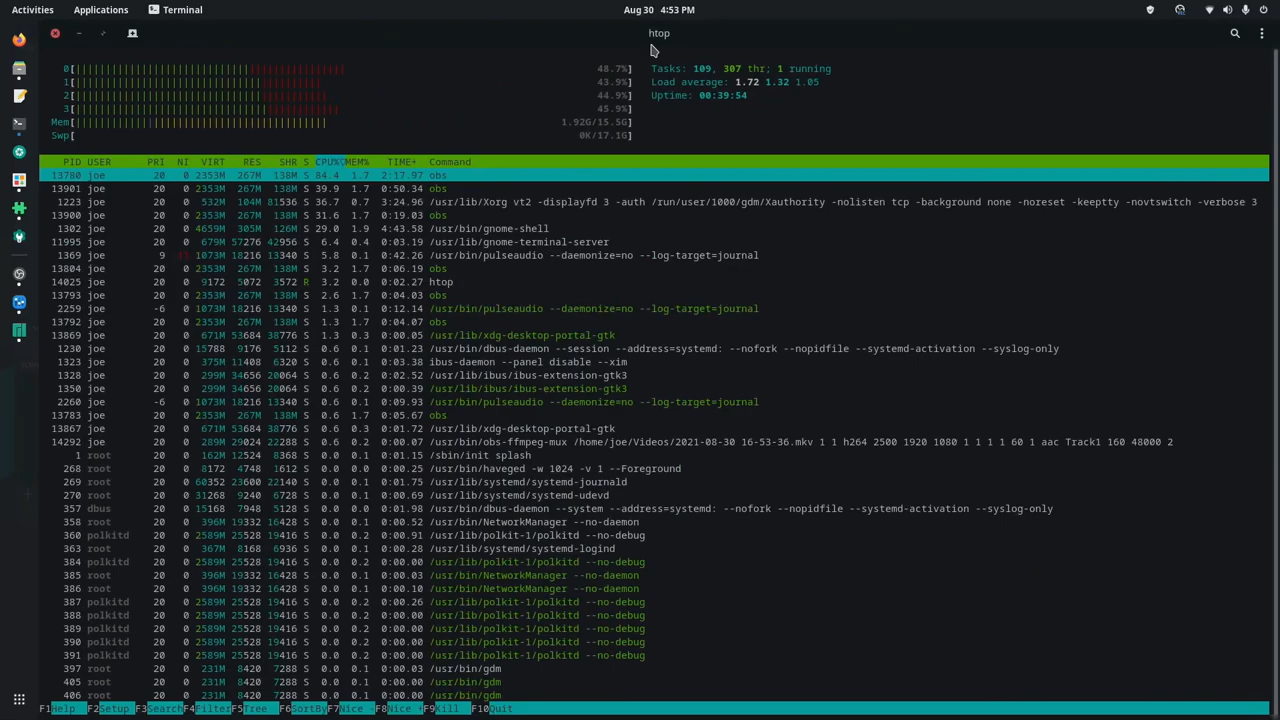 Activities Applications Terminal Aug 30 4:53 PM
htop
0[||||||||||||||||||||||||||||||||||||||||||||||||| 48.7%] Tasks: 109, 307 thr; 1 running
1[||||||||||||||||||||||||||||||||||||||||||||| 43.9%] Load average: 1.72 1.32 1.05
2[|||||||||||||||||||||||||||||||||||||||||||||| 44.9%] Uptime: 00:39:54
3[|||||||||||||||||||||||||||||||||||||||||||||||| 45.9%]
Mem[|||||||||||||||||||||||||||||||||||||||||||||| 1.92G/15.5G]
Swp[ 0K/17.1G]
PID USER PRI NI VIRT RES SHR S CPU%▽MEM% TIME+ Command
13780 joe 20 0 2353M 267M 138M S 84.4 1.7 2:17.97 obs
13901 joe 20 0 2353M 267M 138M S 39.9 1.7 0:50.34 obs
1223 joe 20 0 532M 104M 81536 S 36.7 0.7 3:24.96 /usr/lib/Xorg vt2 -displayfd 3 -auth /run/user/1000/gdm/Xauthority -nolisten tcp -background none -noreset -keeptty -novtswitch -verbose 3
13900 joe 20 0 2353M 267M 138M S 31.6 1.7 0:19.03 obs
1302 joe 20 0 4659M 305M 126M S 29.0 1.9 4:43.58 /usr/bin/gnome-shell
11995 joe 20 0 679M 57276 42956 S 6.4 0.4 0:03.19 /usr/lib/gnome-terminal-server
1369 joe 9 1073M 18216 13340 S 5.8 0.1 0:42.26 /usr/bin/pulseaudio --daemonize=no --log-target=journal
13804 joe 20 0 2353M 267M 138M S 3.2 1.7 0:06.19 obs
14025 joe 20 0 9172 5072 3572 R 3.2 0.0 0:02.27 htop
13793 joe 20 0 2353M 267M 138M S 2.6 1.7 0:04.03 obs
2259 joe -6 0 1073M 18216 13340 S 1.3 0.1 0:12.14 /usr/bin/pulseaudio --daemonize=no --log-target=journal
13792 joe 20 0 2353M 267M 138M S 1.3 1.7 0:04.07 obs
13869 joe 20 0 671M 53684 38776 S 1.3 0.3 0:00.05 /usr/lib/xdg-desktop-portal-gtk
1230 joe 20 0 15788 9176 5112 S 0.6 0.1 0:01.23 /usr/bin/dbus-daemon --session --address=systemd: --nofork --nopidfile --systemd-activation --syslog-only
1323 joe 20 0 375M 11408 6320 S 0.6 0.1 0:03.38 ibus-daemon --panel disable --xim
1328 joe 20 0 299M 34656 28376 S 0.6 0.2 0:02.52 /usr/lib/ibus/ibus-extension-gtk3
1350 joe 20 0 299M 34656 28376 S 0.6 0.2 0:00.39 /usr/lib/ibus/ibus-extension-gtk3
2260 joe -6 0 1073M 18216 13340 S 0.6 0.1 0:09.93 /usr/bin/pulseaudio --daemonize=no --log-target=journal
13783 joe 20 0 2353M 267M 138M S 0.6 1.7 0:05.67 obs
13867 joe 20 0 671M 53684 38776 S 0.6 0.3 0:01.72 /usr/lib/xdg-desktop-portal-gtk
14292 joe 20 0 289M 29024 22288 S 0.6 0.2 0:00.07 /usr/bin/obs-ffmpeg-mux /home/joe/Videos/2021-08-30 16-53-36.mkv 1 1 h264 2500 1920 1080 1 1 1 1 60 1 aac Track1 160 48000 2
1 root 20 0 162M 12524 8368 S 0.0 0.1 0:01.15 /sbin/init splash
268 root 20 0 8172 4748 1612 S 0.0 0.0 0:00.25 /usr/bin/haveged -w 1024 -v 1 --Foreground
269 root 20 0 60352 23600 22140 S 0.0 0.1 0:01.75 /usr/lib/systemd/systemd-journald
270 root 20 0 31268 9240 6728 S 0.0 0.1 0:00.69 /usr/lib/systemd/systemd-udevd
357 dbus 20 0 15168 7948 5128 S 0.0 0.0 0:01.98 /usr/bin/dbus-daemon --system --address=systemd: --nofork --nopidfile --systemd-activation --syslog-only
358 root 20 0 396M 19332 16428 S 0.0 0.1 0:00.52 /usr/bin/NetworkManager --no-daemon
360 polkitd 20 0 2589M 25528 19416 S 0.0 0.2 0:00.91 /usr/lib/polkit-1/polkitd --no-debug
363 root 20 0 367M 8168 6936 S 0.0 0.1 0:00.28 /usr/lib/systemd/systemd-logind
384 polkitd 20 0 2589M 25528 19416 S 0.0 0.2 0:00.00 /usr/lib/polkit-1/polkitd --no-debug
385 root 20 0 396M 19332 16428 S 0.0 0.1 0:00.03 /usr/bin/NetworkManager --no-daemon
386 root 20 0 396M 19332 16428 S 0.0 0.1 0:00.10 /usr/bin/NetworkManager --no-daemon
387 polkitd 20 0 2589M 25528 19416 S 0.0 0.2 0:00.26 /usr/lib/polkit-1/polkitd --no-debug
388 polkitd 20 0 2589M 25528 19416 S 0.0 0.2 0:00.00 /usr/lib/polkit-1/polkitd --no-debug
389 polkitd 20 0 2589M 25528 19416 S 0.0 0.2 0:00.00 /usr/lib/polkit-1/polkitd --no-debug
390 polkitd 20 0 2589M 25528 19416 S 0.0 0.2 0:00.00 /usr/lib/polkit-1/polkitd --no-debug
391 polkitd 20 0 2589M 25528 19416 S 0.0 0.2 0:00.00 /usr/lib/polkit-1/polkitd --no-debug
397 root 20 0 231M 8420 7288 S 0.0 0.1 0:00.03 /usr/bin/gdm
405 root 20 0 231M 8420 7288 S 0.0 0.1 0:00.00 /usr/bin/gdm
406 root 20 0 231M 8420 7288 S 0.0 0.1 0:00.00 /usr/bin/gdm
F1Help F2Setup F3SearchF4FilterF5Tree F6SortByF7Nice -F8Nice +F9Kill F10Quit